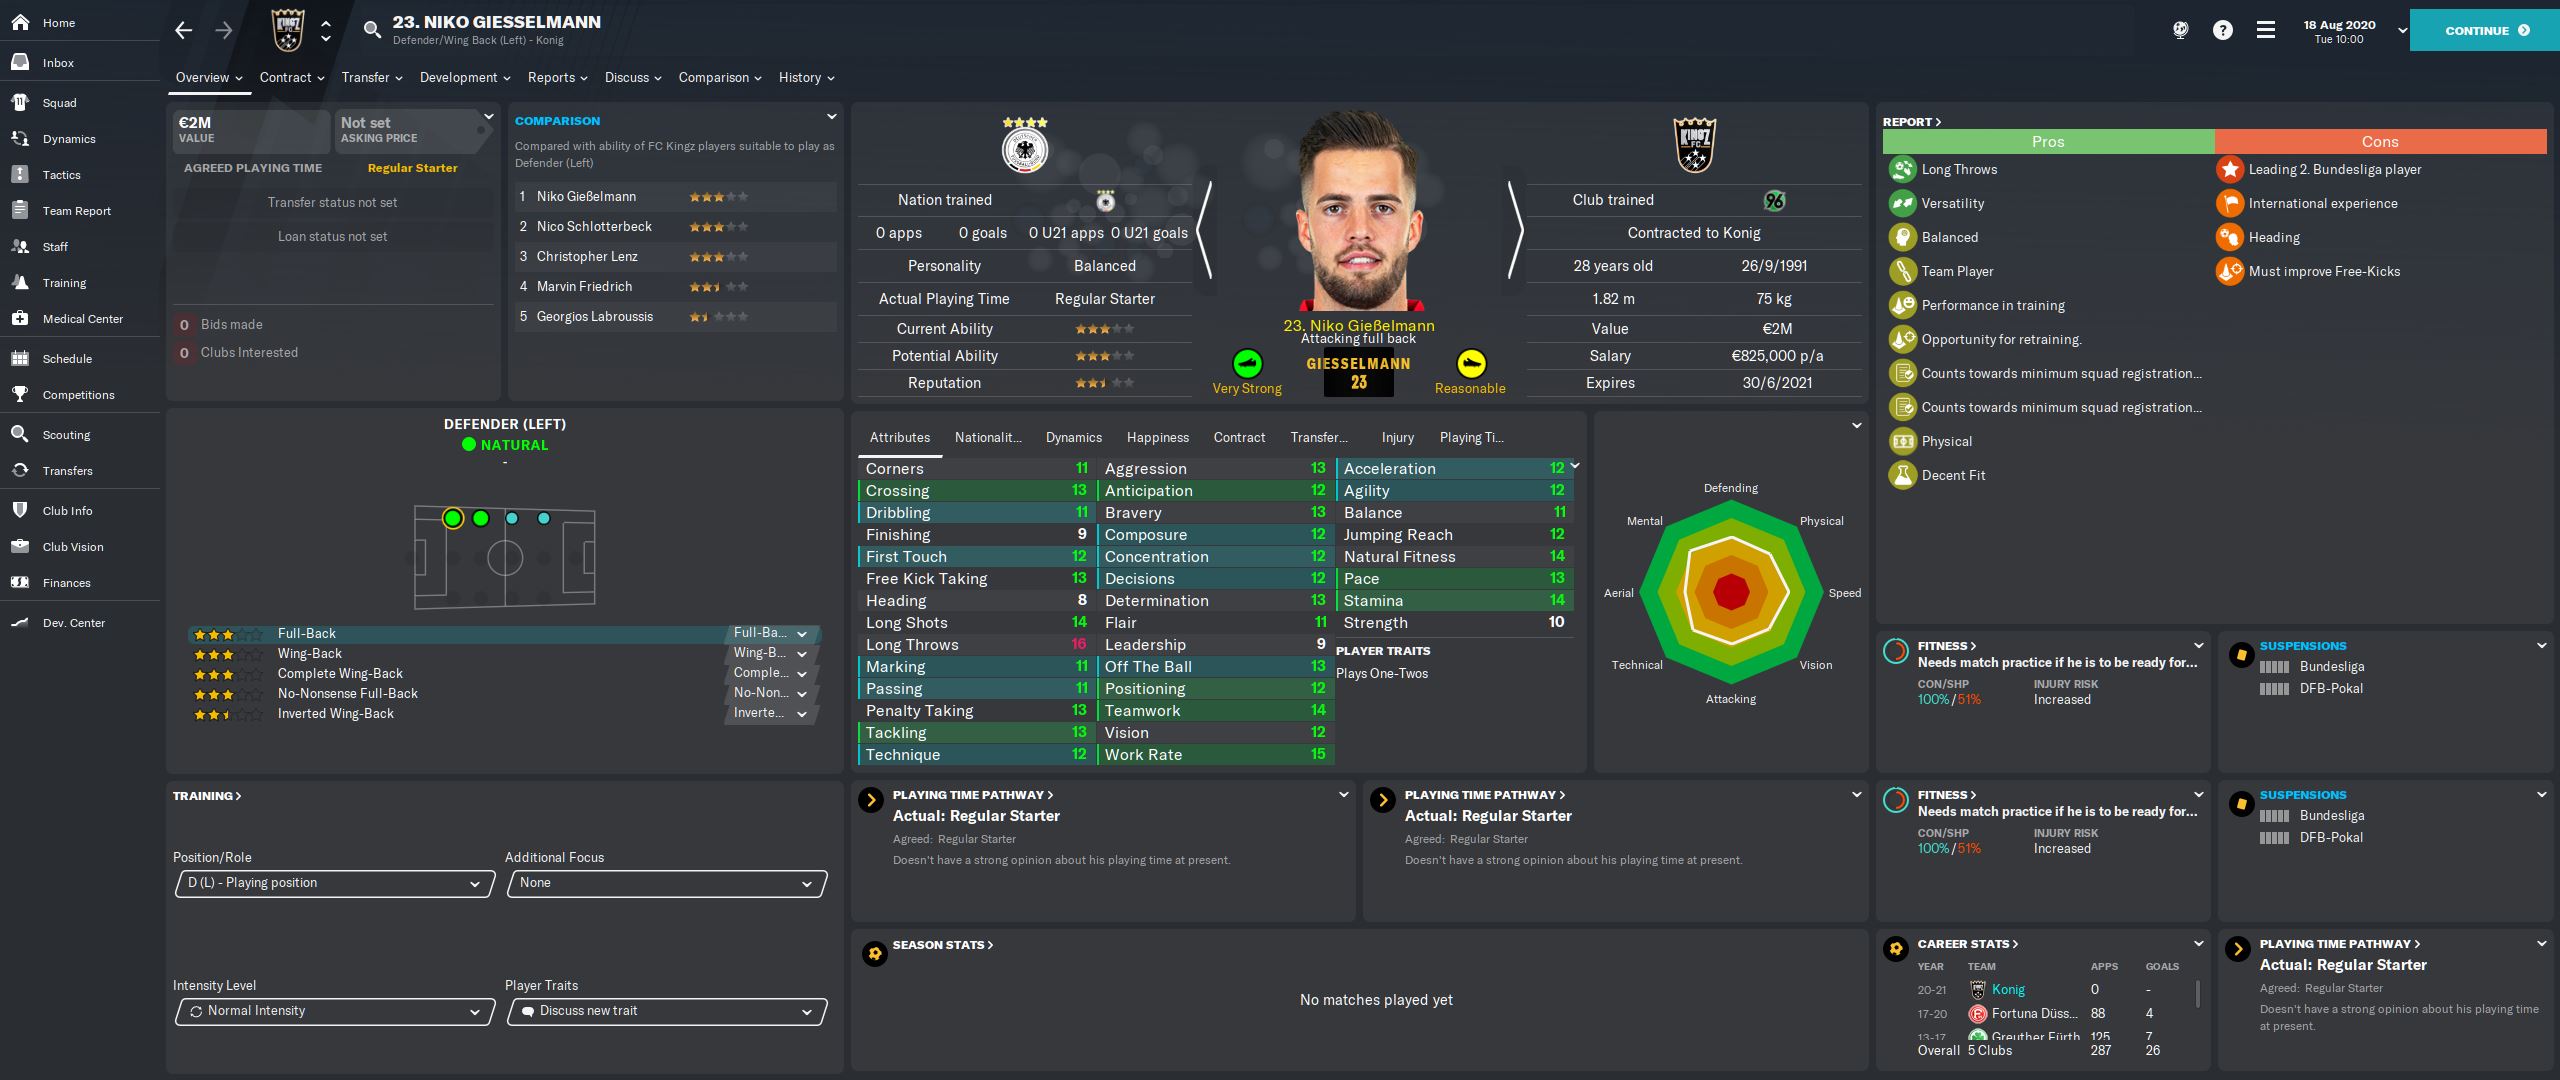 Home
Inbox
Squad
Dynamics
Tactics
Team Report
Staff
Training
Medical Center
Schedule
Competitions
Scouting
Transfers
Club Info
Club Vision
Finances
Dev. Center
23. NIKO GIESSELMANN
Defender/Wing Back (Left) - Konig
18 Aug 2020
Tue 10:00
CONTINUE
Overview Contract Transfer Development Reports Discuss Comparison History
€2M
VALUE
Not set
ASKING PRICE
AGREED PLAYING TIME Regular Starter
Transfer status not set
Loan status not set
0 Bids made
0 Clubs Interested
COMPARISON
Compared with ability of FC Kingz players suitable to play as
Defender (Left)
1 Niko Gießelmann
2 Nico Schlotterbeck
3 Christopher Lenz
4 Marvin Friedrich
5 Georgios Labroussis
Nation trained
0 apps 0 goals 0 U21 apps 0 U21 goals
Personality Balanced
Actual Playing Time Regular Starter
Current Ability
Potential Ability
Reputation
23. Niko Gießelmann
Attacking full back
GIESSELMANN
23
Very Strong
Reasonable
KINGZ
FC
Club trained 96
Contracted to Konig
28 years old 26/9/1991
1.82 m 75 kg
Value €2M
Salary €825,000 p/a
Expires 30/6/2021
REPORT
Pros Cons
Long Throws
Versatility
Balanced
Team Player
Performance in training
Opportunity for retraining.
Counts towards minimum squad registration...
Counts towards minimum squad registration...
Physical
Decent Fit
Leading 2. Bundesliga player
International experience
Heading
Must improve Free-Kicks
DEFENDER (LEFT)
NATURAL
-
Full-Back Full-Ba...
Wing-Back Wing-B...
Complete Wing-Back Comple...
No-Nonsense Full-Back No-Non...
Inverted Wing-Back Inverte...
Attributes Nationalit... Dynamics Happiness Contract Transfer... Injury Playing Ti...
Corners 11 Aggression 13 Acceleration 12
Crossing 13 Anticipation 12 Agility 12
Dribbling 11 Bravery 13 Balance 11
Finishing 9 Composure 12 Jumping Reach 12
First Touch 12 Concentration 12 Natural Fitness 14
Free Kick Taking 13 Decisions 12 Pace 13
Heading 8 Determination 13 Stamina 14
Long Shots 14 Flair 11 Strength 10
Long Throws 16 Leadership 9 PLAYER TRAITS
Marking 11 Off The Ball 13 Plays One-Twos
Passing 11 Positioning 12
Penalty Taking 13 Teamwork 14
Tackling 13 Vision 12
Technique 12 Work Rate 15
Defending
Mental Physical
Aerial Speed
Technical Vision
Attacking
FITNESS
Needs match practice if he is to be ready for...
CON/SHP INJURY RISK
100%/51% Increased
SUSPENSIONS
Bundesliga
DFB-Pokal
TRAINING
Position/Role Additional Focus
D (L) - Playing position None
Intensity Level Player Traits
Normal Intensity Discuss new trait
PLAYING TIME PATHWAY
Actual: Regular Starter
Agreed: Regular Starter
Doesn't have a strong opinion about his playing time at present.
PLAYING TIME PATHWAY
Actual: Regular Starter
Agreed: Regular Starter
Doesn't have a strong opinion about his playing time at present.
FITNESS
Needs match practice if he is to be ready for...
CON/SHP INJURY RISK
100%/51% Increased
SUSPENSIONS
Bundesliga
DFB-Pokal
SEASON STATS
No matches played yet
CAREER STATS
YEAR TEAM APPS GOALS
20-21 Konig 0 -
17-20 Fortuna Düss... 88 4
13-17 Greuther Fürth 125 7
Overall 5 Clubs 287 26
PLAYING TIME PATHWAY
Actual: Regular Starter
Agreed: Regular Starter
Doesn't have a strong opinion about his playing time
at present.